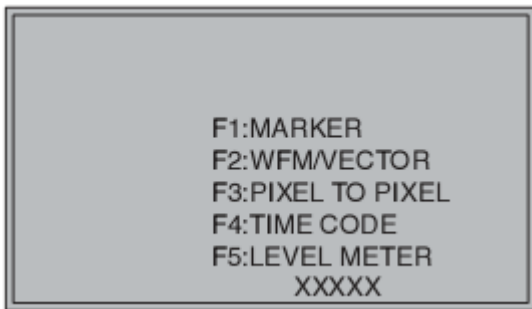 F1:MARKER
F2:WFM/VECTOR
F3:PIXEL TO PIXEL
F4:TIME CODE
F5:LEVEL METER
XXXXX